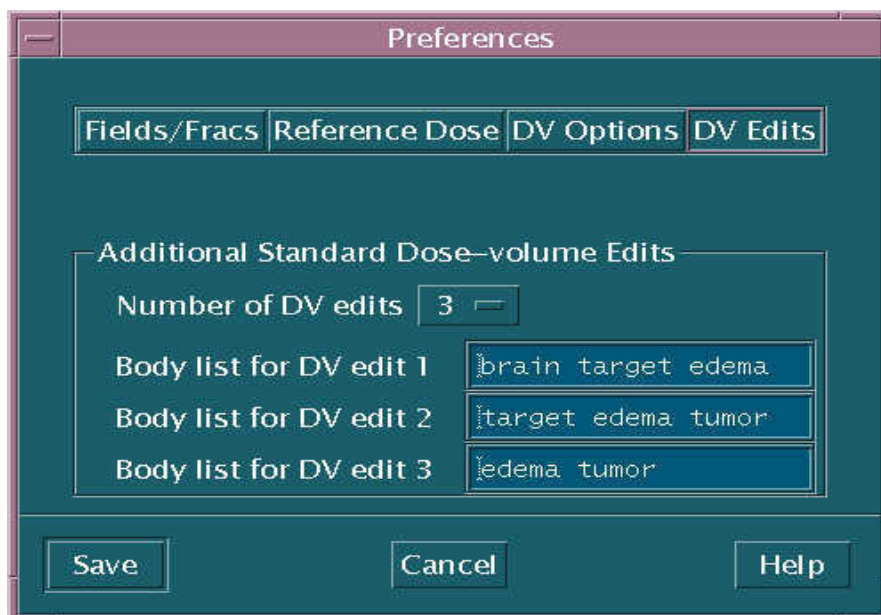 Preferences
Fields/Fracs Reference Dose DV Options DV Edits
Additional Standard Dose–volume Edits
Number of DV edits 3
Body list for DV edit 1 brain target edema
Body list for DV edit 2 target edema tumor
Body list for DV edit 3 edema tumor
Save Cancel Help